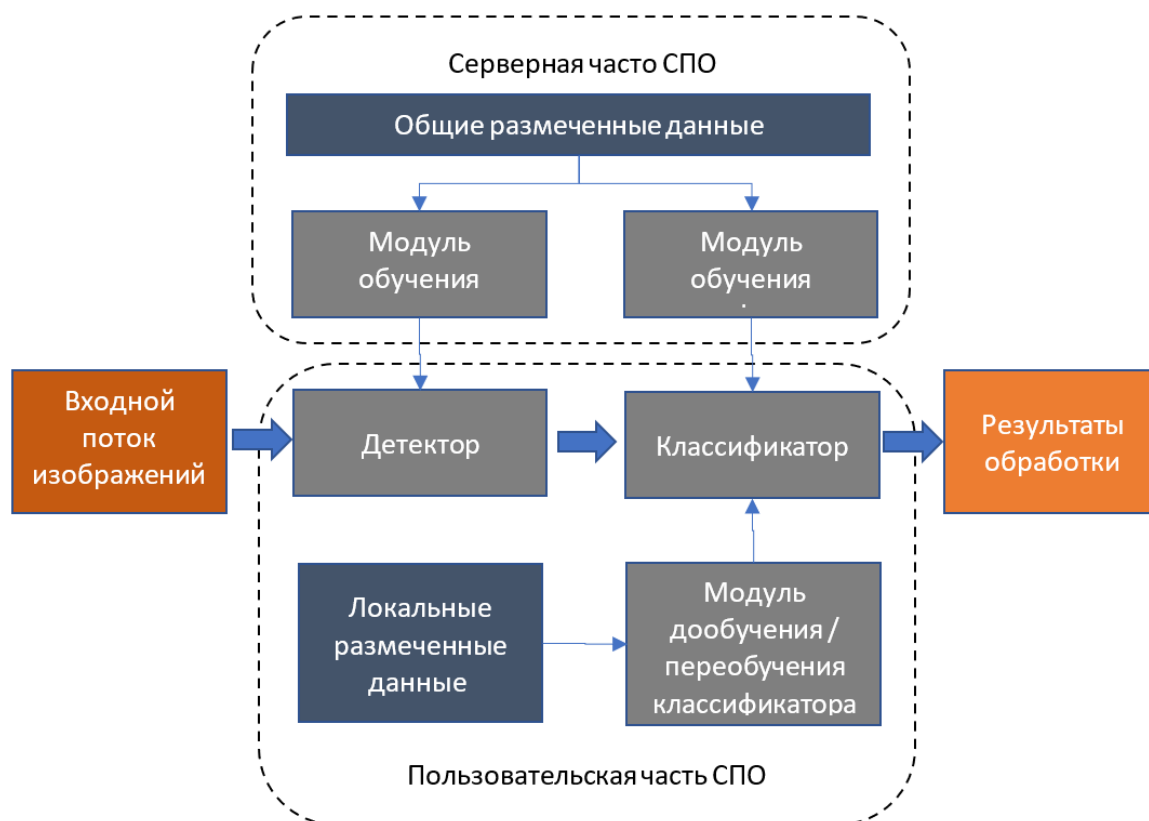 Серверная часто СПО
Общие размеченные данные
Модуль
обучения
Модуль
обучения
Входной
поток
изображений
Детектор
Классификатор
Результаты
обработки
Локальные
размеченные
данные
Модуль
дообучения /
переобучения
классификатора
Пользовательская часть СПО